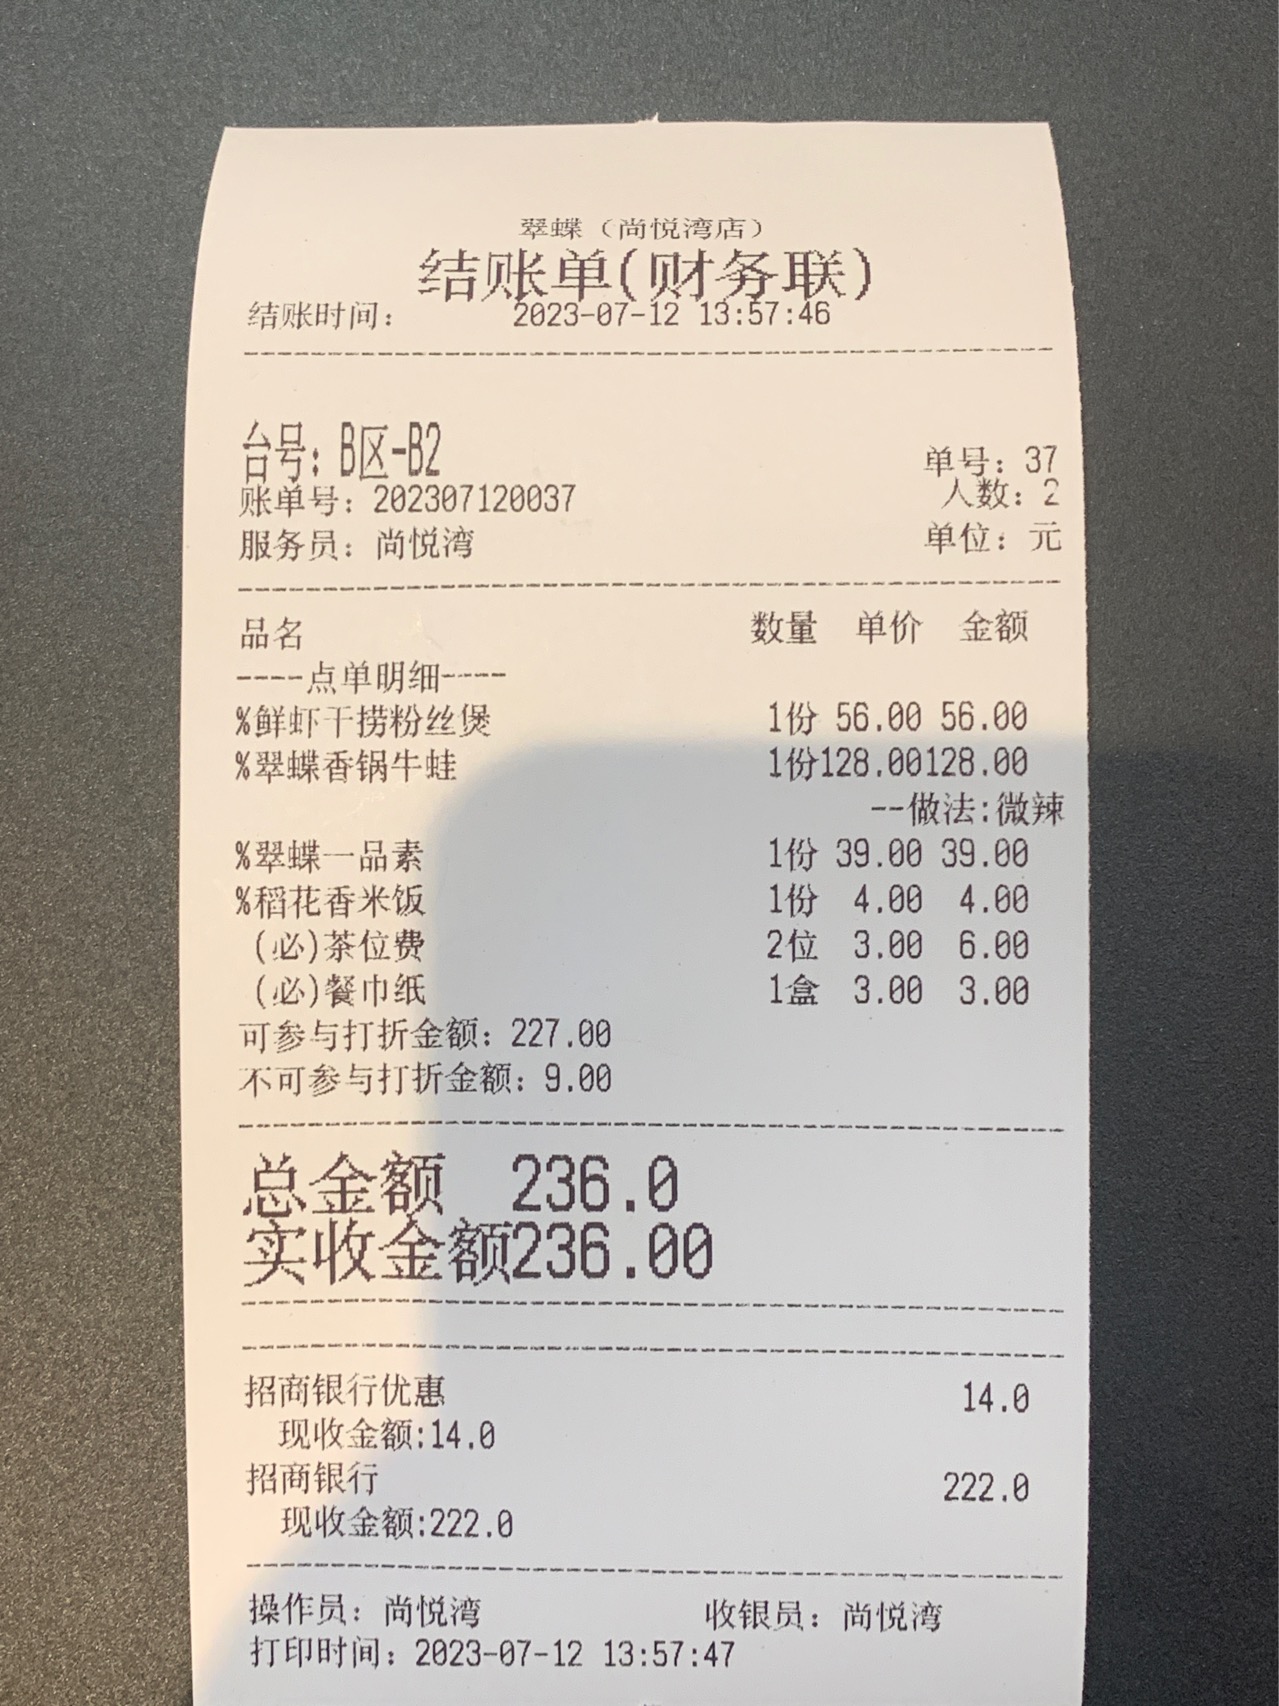 翠蝶（尚悦湾店）
结账单(财务联)
结账时间： 2023-07-12 13:57:46
台号：B区-B2
单号：37
账单号：202307120037 人数：2
服务员：尚悦湾 单位：元
品名 数量 单价 金额
----点单明细----
%鲜虾干捞粉丝煲 1份 56.00 56.00
%翠蝶香锅牛蛙 1份128.00128.00
--做法:微辣
%翠蝶一品素 1份 39.00 39.00
%稻花香米饭 1份 4.00 4.00
(必)茶位费 2位 3.00 6.00
(必)餐巾纸 1盒 3.00 3.00
可参与打折金额：227.00
不可参与打折金额：9.00
总金额 236.0
实收金额236.00
招商银行优惠 14.0
现收金额:14.0
招商银行 222.0
现收金额:222.0
操作员：尚悦湾 收银员：尚悦湾
打印时间：2023-07-12 13:57:47